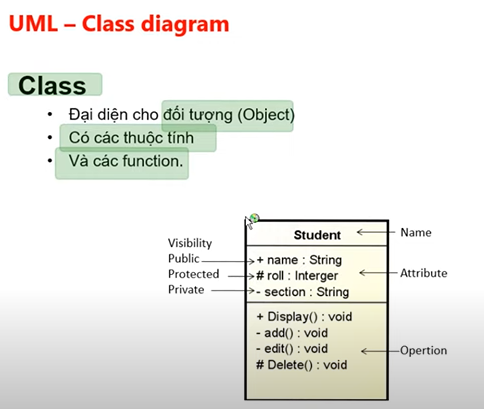 UML – Class diagram
Class
• Đại diện cho đối tượng (Object)
• Có các thuộc tính
• Và các function.
Visibility
Public
Protected
Private
Student
+ name : String
# roll : Interger
- section : String
+ Display() : void
- add() : void
- edit() : void
# Delete() : void
Name
Attribute
Opertion